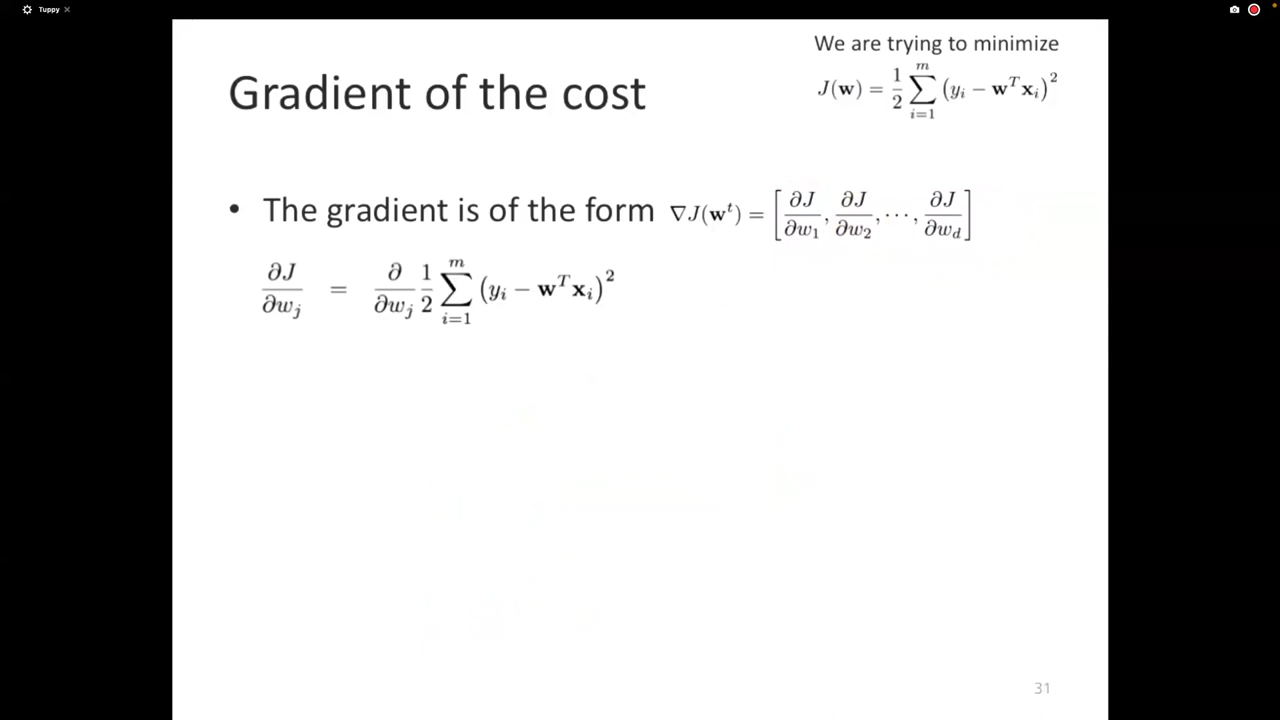 Tuppy ×
We are trying to minimize
J(𝐰) = 1/2 ∑_{i=1}^{m} (y_i − 𝐰^T 𝐱_i)^2
Gradient of the cost
• The gradient is of the form ∇J(𝐰^t) = [∂J/∂w_1, ∂J/∂w_2, ⋯, ∂J/∂w_d]
∂J/∂w_j = ∂/∂w_j 1/2 ∑_{i=1}^{m} (y_i − 𝐰^T 𝐱_i)^2
31